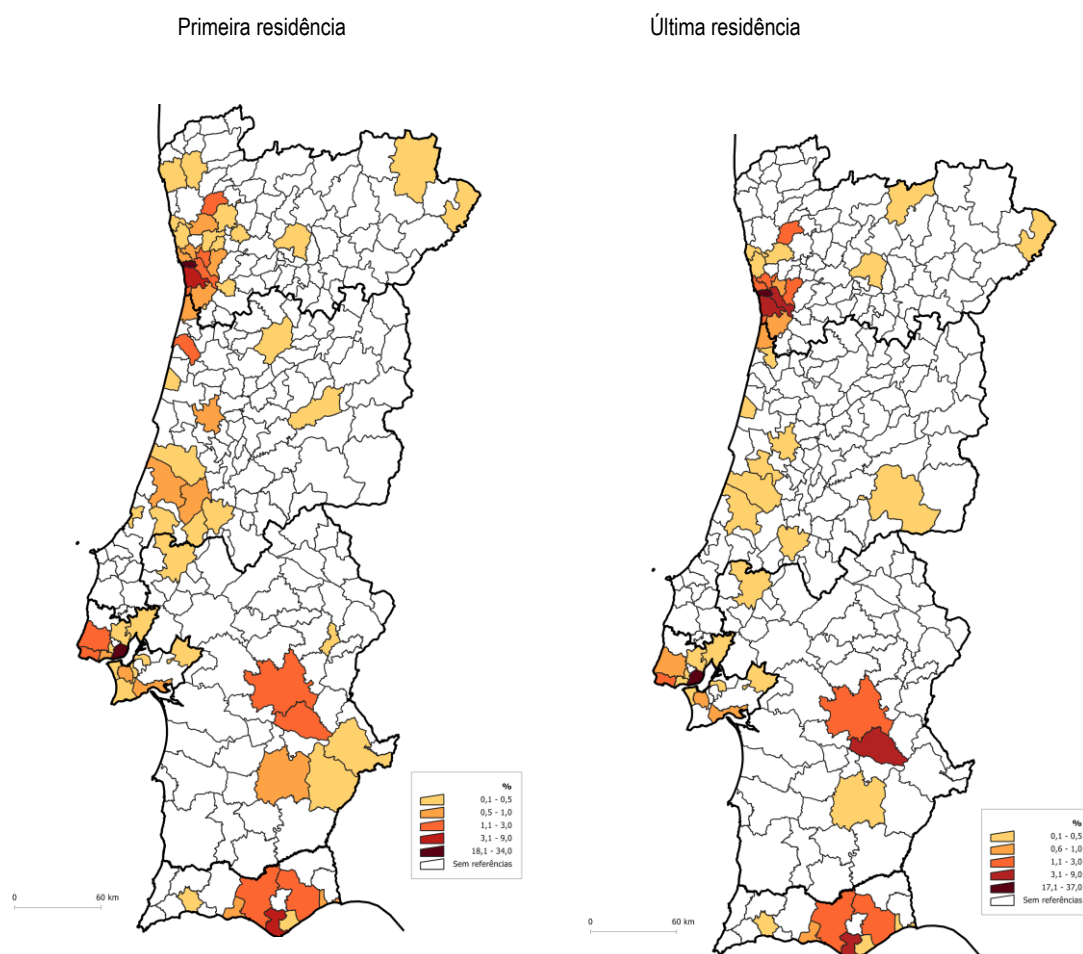 Primeira residência
Última residência
%
0,1 - 0,5
0,5 - 1,0
1,1 - 3,0
3,1 - 9,0
18,1 - 34,0
Sem referências
0
60 km
%
0,1 - 0,5
0,6 - 1,0
1,1 - 3,0
3,1 - 9,0
17,1 - 37,0
Sem referências
0
60 km